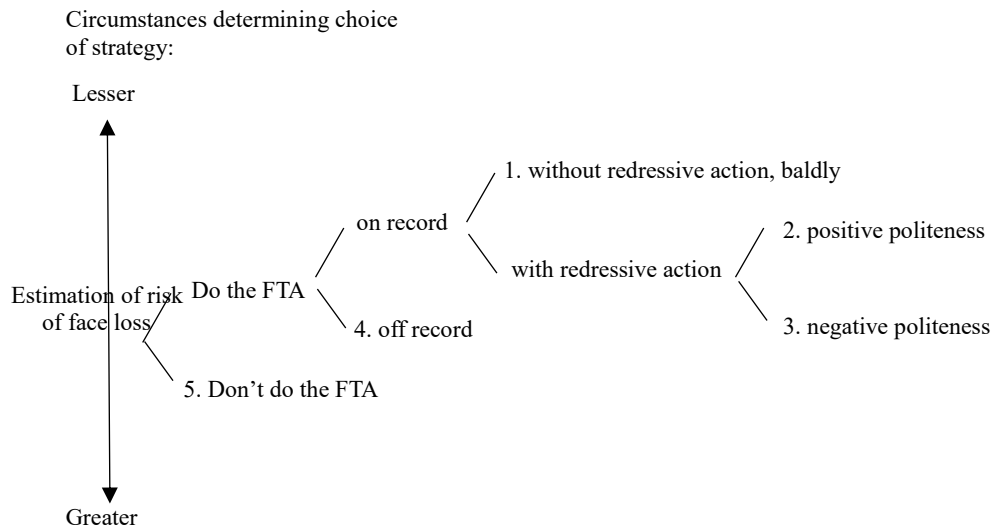 Circumstances determining choice
of strategy:
Lesser
1. without redressive action, baldly
on record
2. positive politeness
with redressive action
Estimation of risk
of face loss
Do the FTA
4. off record
3. negative politeness
5. Don’t do the FTA
Greater